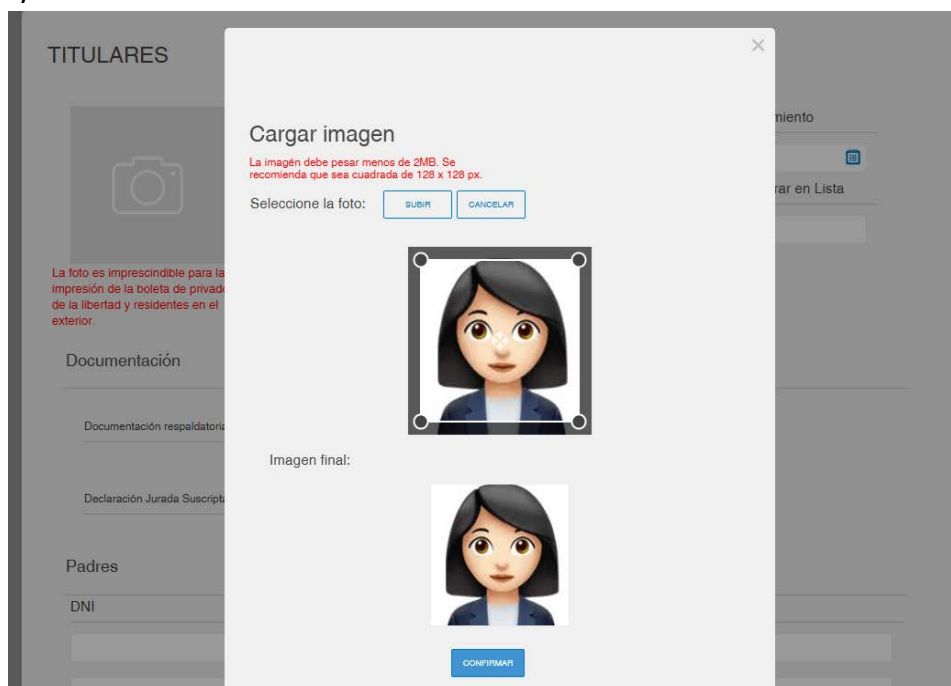 TITULARES
Cargar imagen
La imagén debe pesar menos de 2MB. Se
recomienda que sea cuadrada de 128 x 128 px.
Seleccione la foto:
SUBIR
CANCELAR
miento
rar en Lista
La foto es imprescindible para la
impresión de la boleta de privad
de la libertad y residentes en el
exterior.
Documentación
Documentación respaldatoria
Imagen final:
Declaración Jurada Suscript
Padres
DNI
CONFIRMAR